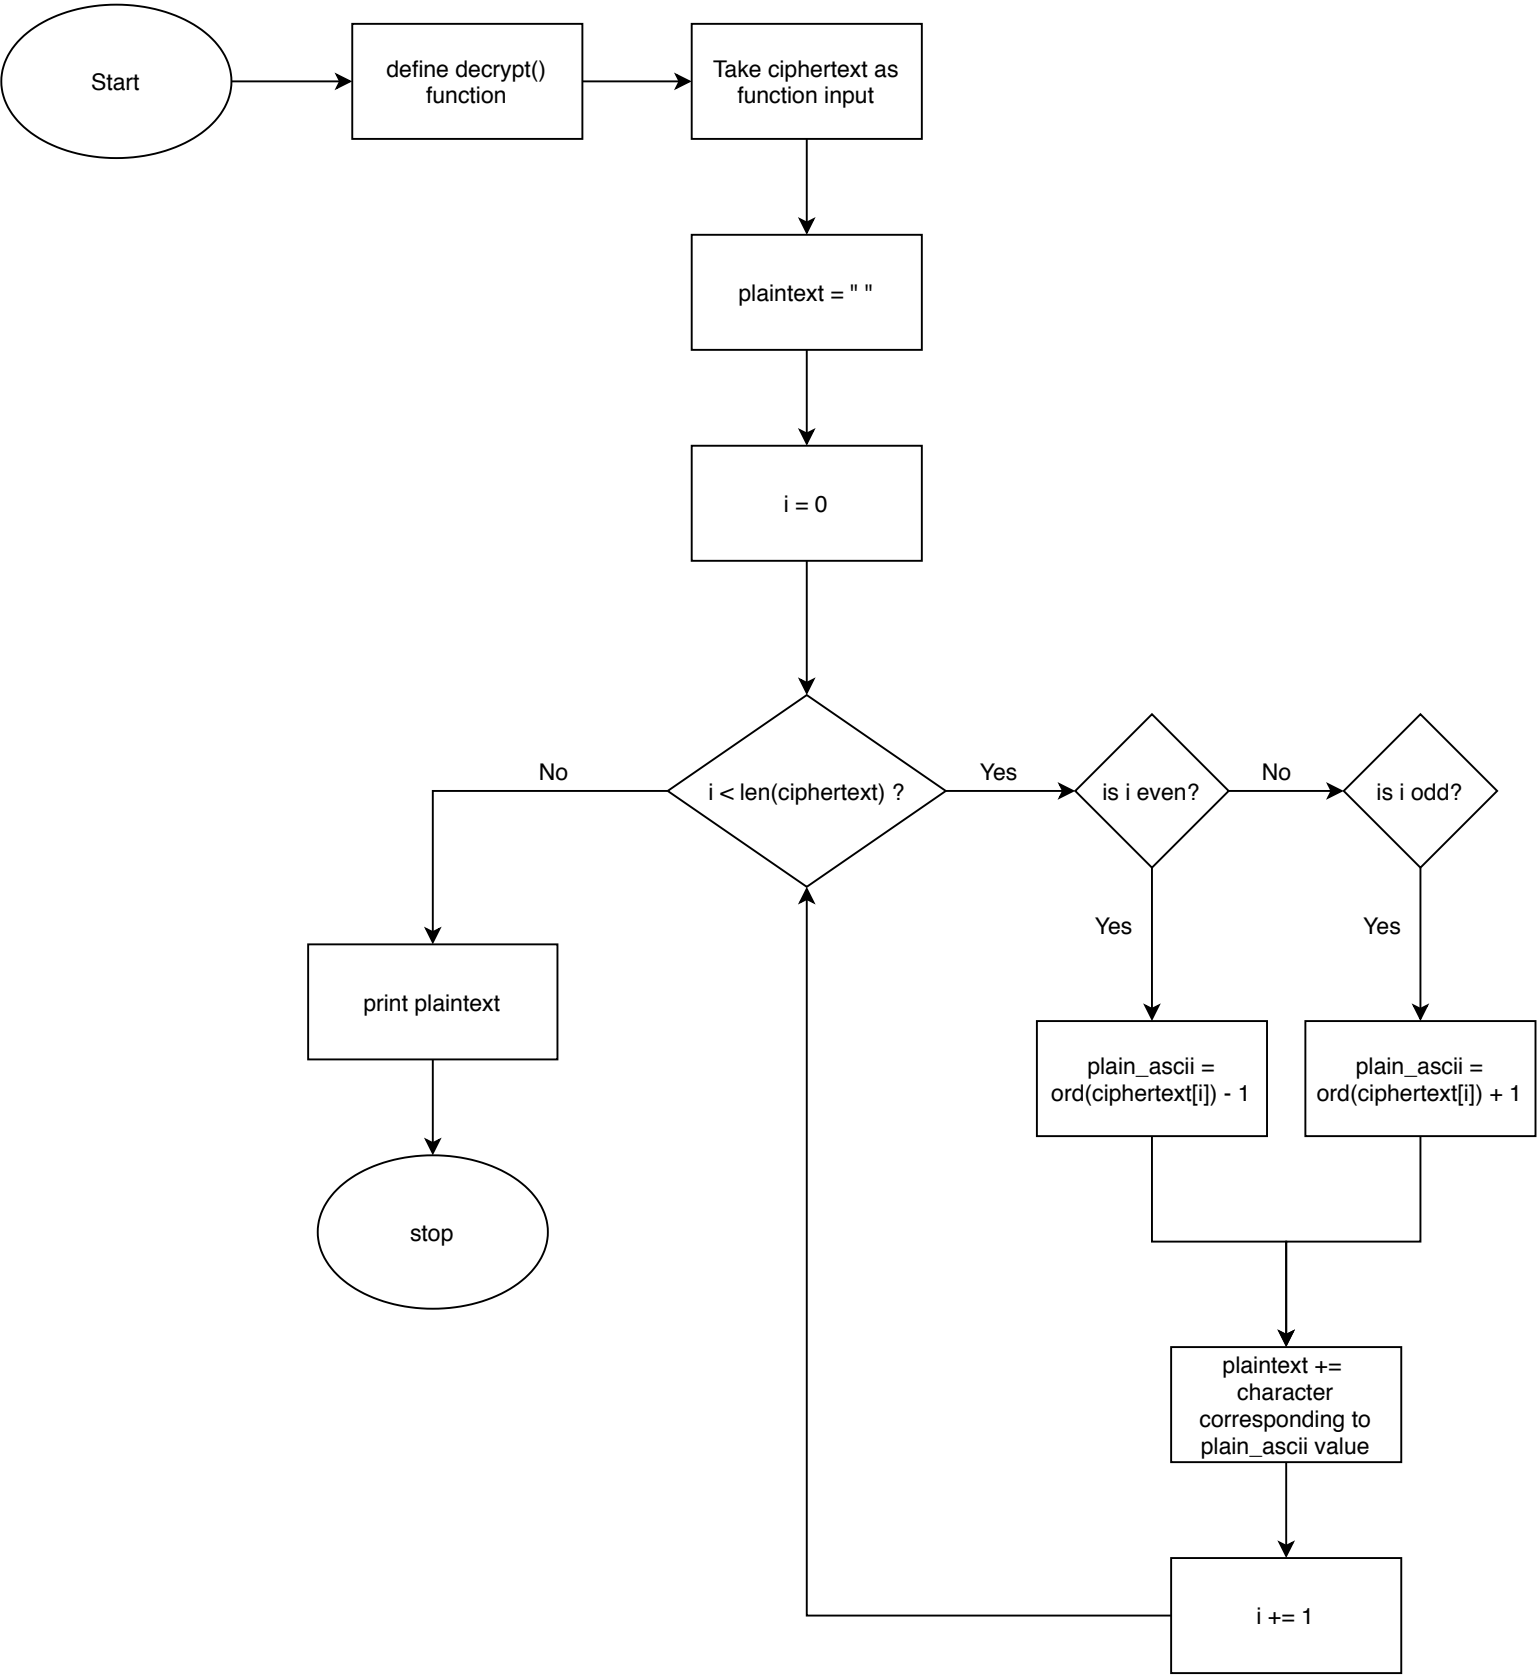 Start
define decrypt()
function
Take ciphertext as
function input
plaintext = " "
i = 0
i < len(ciphertext) ?
No
Yes
is i even?
No
is i odd?
Yes
Yes
print plaintext
plain_ascii =
ord(ciphertext[i]) - 1
plain_ascii =
ord(ciphertext[i]) + 1
stop
plaintext +=
character
corresponding to
plain_ascii value
i += 1